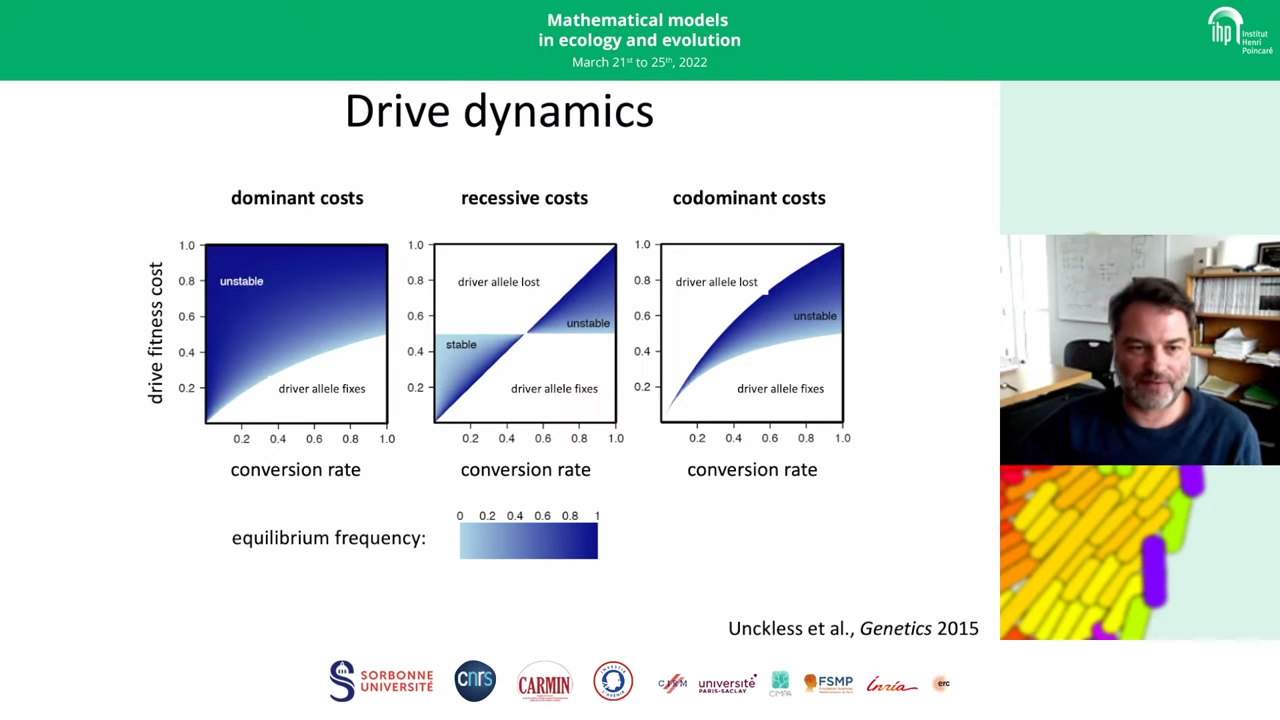 Mathematical models
in ecology and evolution
March 21st to 25th, 2022
ihp Institut
Henri
Poincaré
Drive dynamics
dominant costs
recessive costs
codominant costs
drive fitness cost
1.0
0.8
0.6
0.4
0.2
unstable
driver allele fixes
0.2 0.4 0.6 0.8 1.0
conversion rate
1.0
0.8
0.6
0.4
0.2
driver allele lost
unstable
stable
driver allele fixes
0.2 0.4 0.6 0.8 1.0
conversion rate
1.0
0.8
0.6
0.4
0.2
driver allele lost
unstable
driver allele fixes
0.2 0.4 0.6 0.8 1.0
conversion rate
0 0.2 0.4 0.6 0.8 1
equilibrium frequency:
Unckless et al., Genetics 2015
SORBONNE
UNIVERSITÉ
cnrs
CARMIN
université
PARIS-SACLAY
CIMPA
FSMP
Inria
erc